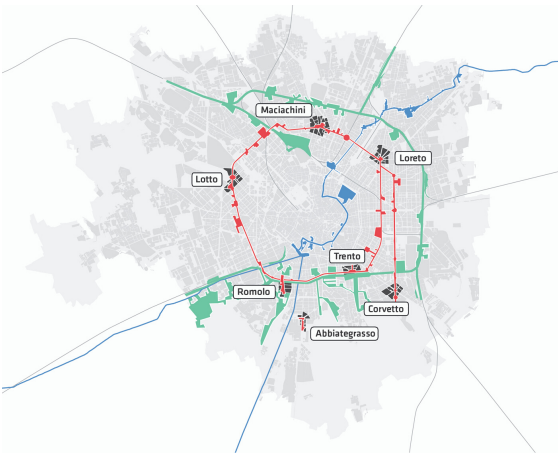 Maciachini
Loreto
Lotto
Trento
Romolo
Corvetto
Abbiategrasso